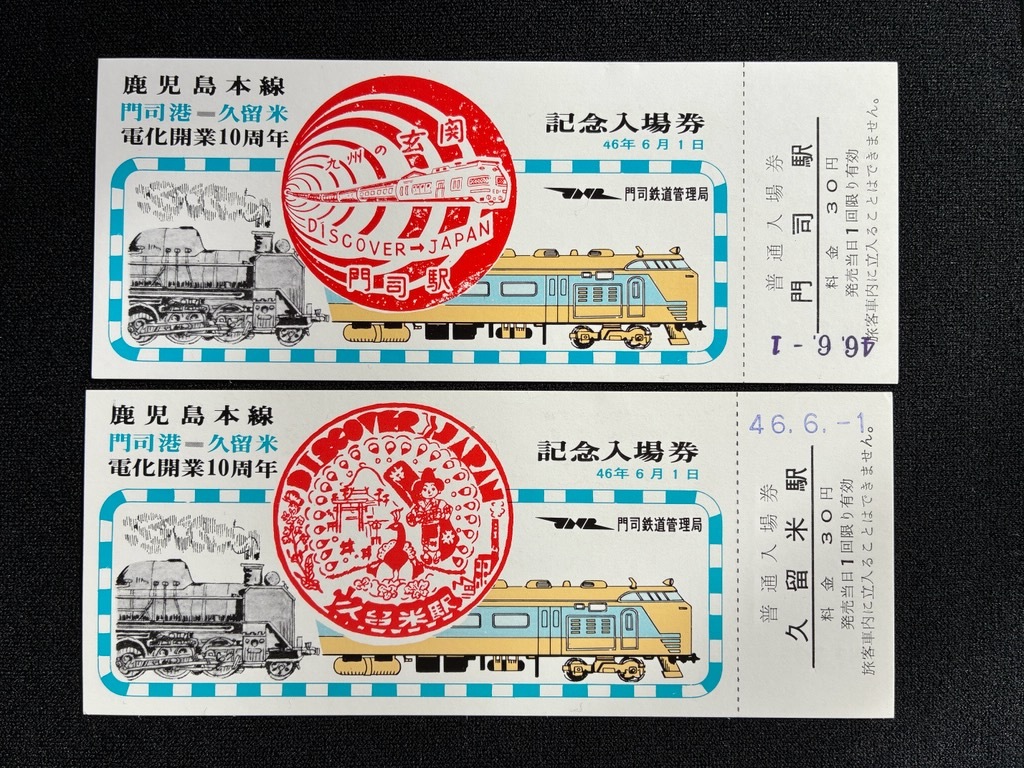 鹿児島本線
門司港ー久留米
電化開業10周年
九州の玄関
DISCOVER→JAPAN
門司駅
記念入場券
46年6月1日
JNR 門司鉄道管理局
普通入場券
門司駅
料金30円
発売当日1回限り有効
旅客車内に立入ることはできません。
46.6.-1
鹿児島本線
門司港ー久留米
電化開業10周年
DISCOVER JAPAN
久留米駅
記念入場券
46年6月1日
JNR 門司鉄道管理局
46.6.-1
普通入場券
久留米駅
料金30円
発売当日1回限り有効
旅客車内に立入ることはできません。